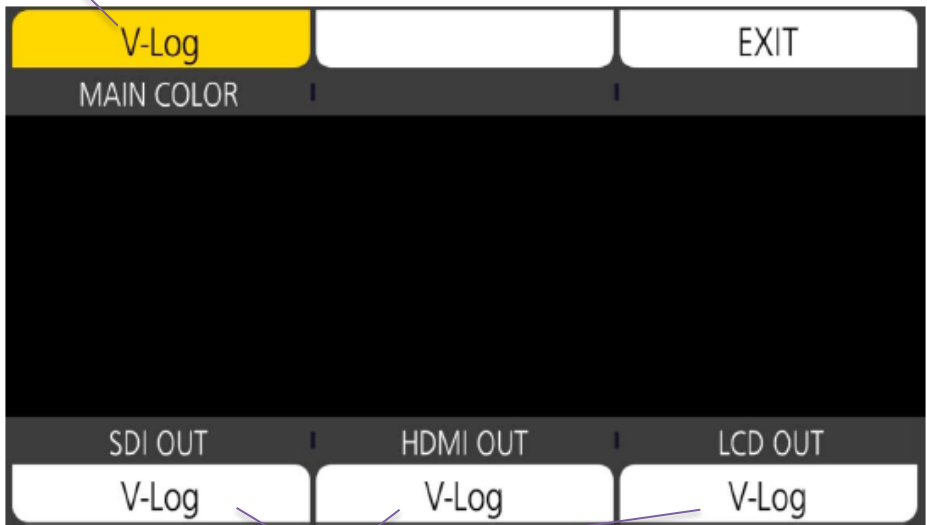 V-Log EXIT
MAIN COLOR
SDI OUT HDMI OUT LCD OUT
V-Log V-Log V-Log